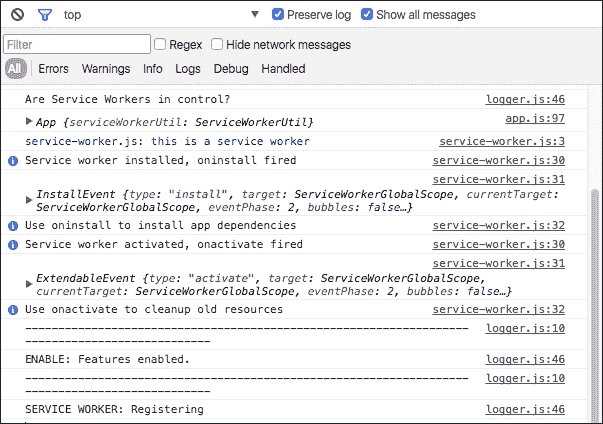 top
Preserve log
Show all messages
Filter
Regex
Hide network messages
All
Errors
Warnings
Info
Logs
Debug
Handled
Are Service Workers in control? logger.js:46
App {serviceWorkerUtil: ServiceWorkerUtil} app.js:97
service-worker.js: this is a service worker service-worker.js:3
Service worker installed, oninstall fired service-worker.js:30
service-worker.js:31
InstallEvent {type: "install", target: ServiceWorkerGlobalScope, currentTarget:
ServiceWorkerGlobalScope, eventPhase: 2, bubbles: false…}
Use oninstall to install app dependencies service-worker.js:32
Service worker activated, onactivate fired service-worker.js:30
service-worker.js:31
ExtendableEvent {type: "activate", target: ServiceWorkerGlobalScope,
currentTarget: ServiceWorkerGlobalScope, eventPhase: 2, bubbles: false…}
Use onactivate to cleanup old resources service-worker.js:32
-------------------------------------------------------------------- logger.js:10
----------------------------
ENABLE: Features enabled. logger.js:46
-------------------------------------------------------------------- logger.js:10
----------------------------
SERVICE WORKER: Registering logger.js:46